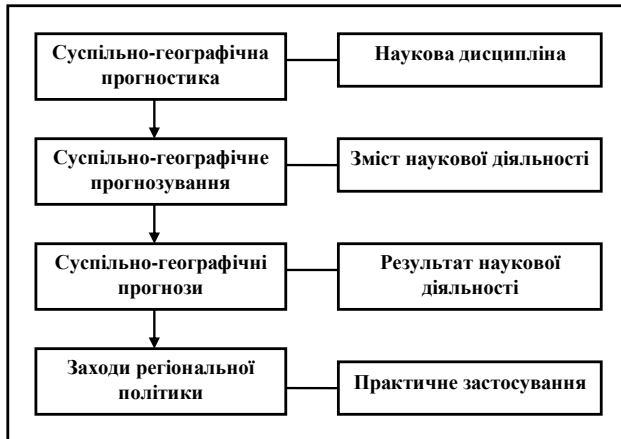 Суспільно-географічна
прогностика
Наукова дисципліна
Суспільно-географічне
прогнозування
Зміст наукової діяльності
Суспільно-географічні
прогнози
Результат наукової
діяльності
Заходи регіональної
політики
Практичне застосування